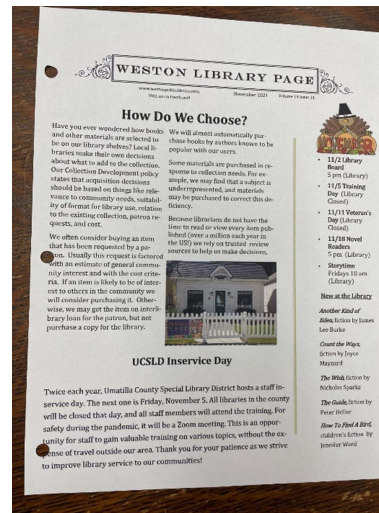 WESTON LIBRARY PAGE
November 2021
How Do We Choose?
Have you ever wondered how books
and other materials are selected to
be on our library shelves? Local li-
braries make their own decisions
about what to add to the collection.
Our Collection Development policy
states that acquisition decisions
should be based on things like rele-
vance to community needs, suitabil-
ity of format for library use, relation
to the existing collection, patron re-
quests, and cost.
We often consider buying an item
that has been requested by a pa-
tron. Usually this request is factored
with an estimate of general commu-
nity interest and with the cost crite-
ria. If an item is likely to be of inter-
est to others in the community we
will consider purchasing it. Other-
wise, we may get the item on interli-
brary loan for the patron, but not
purchase a copy for the library.
We will almost automatically pur-
chase books by authors known to be
popular with our users.
Some materials are purchased in re-
sponse to collection needs. For ex-
ample, we may find that a subject is
underrepresented, and materials
may be purchased to correct this de-
ficiency.
Because librarians do not have the
time to read or view every item pub-
lished (over a million each year in
the US!) we rely on trusted review
sources to help us make decisions.
UCSLD Inservice Day
Twice each year, Umatilla County Special Library District hosts a staff in-
service day. The next one is Friday, November 5. All libraries in the county
will be closed that day, and all staff members will attend the training. For
safety during the pandemic, it will be a Zoom meeting. This is an oppor-
tunity for staff to gain valuable training on various topics, without the ex-
pense of travel outside our area. Thank you for your patience as we strive
to improve library service to our communities!
• 11/2 Library
Board
5 pm (Library)
• 11/5 Training
Day (Library
Closed)
• 11/11 Veteran's
Day (Library
Closed)
• 11/18 Novel
Readers
5 pm (Library)
• Storytime
Fridays 10 am
(Library)
New at the Library
Another Kind of
Eden, fiction by James
Lee Burke
Count the Ways,
fiction by Joyce
Maynard
The Wish, fiction by
Nicholas Sparks
The Guide, fiction by
Peter Heller
How To Find A Bird,
children's fiction by
Jennifer Ward